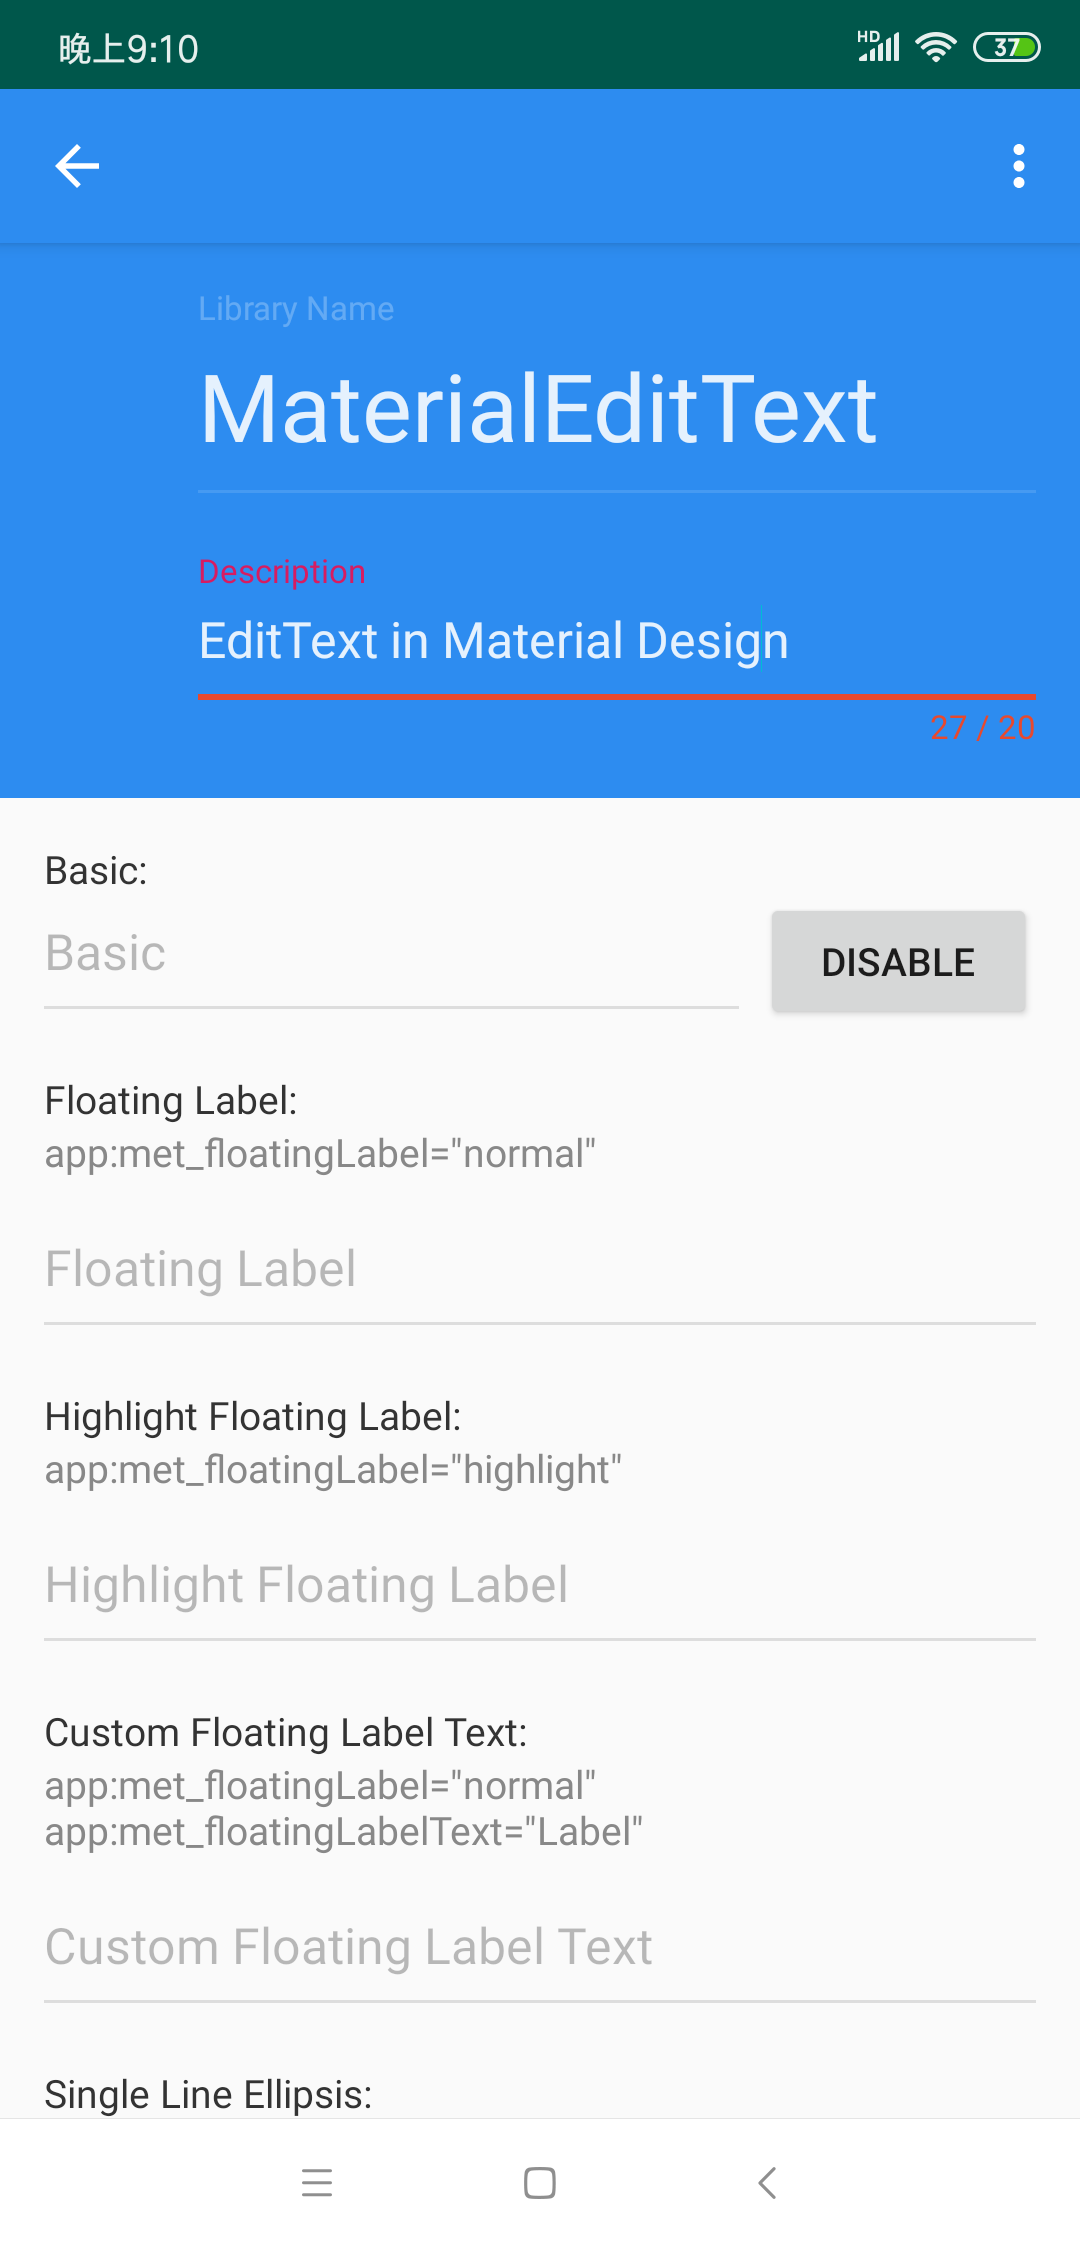 晚上9:10
HD
37
Library Name
MaterialEditText
Description
EditText in Material Design
27 / 20
Basic:
Basic
DISABLE
Floating Label:
app:met_floatingLabel="normal"
Floating Label
Highlight Floating Label:
app:met_floatingLabel="highlight"
Highlight Floating Label
Custom Floating Label Text:
app:met_floatingLabel="normal"
app:met_floatingLabelText="Label"
Custom Floating Label Text
Single Line Ellipsis: